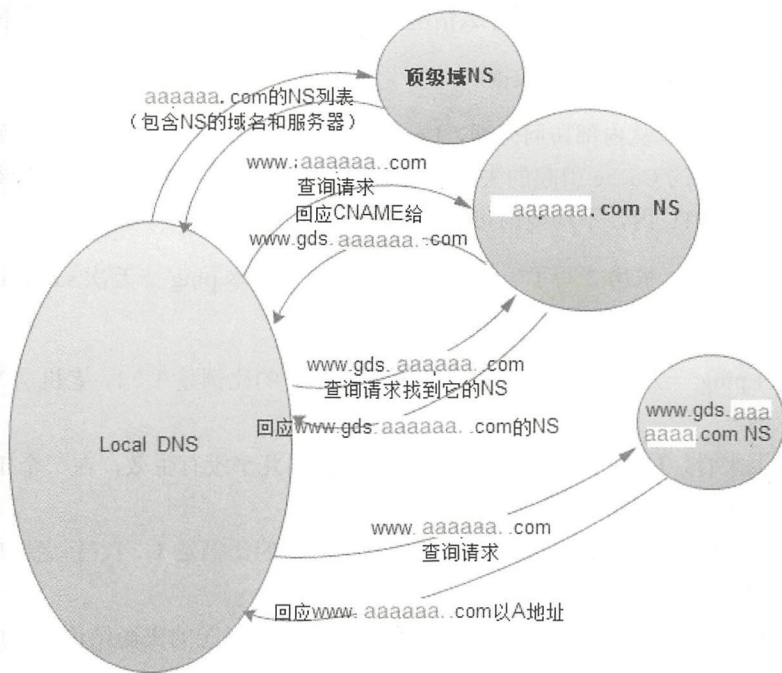 顶级域NS
aaaaaa.com的NS列表
(包含NS的域名和服务器)
www.:aaaaaa..com
查询请求
回应CNAME给
www.gds.aaaaaa.-.com
aaaaaa.com NS
www.gds.aaaaaa..com
查询请求找到它的NS
回应www.gds.aaaaaa..com的NS
www.gds.aaa
aaaaa.com NS
Local DNS
www.aaaaaa..com
查询请求
回应www.aaaaaa..com以A地址